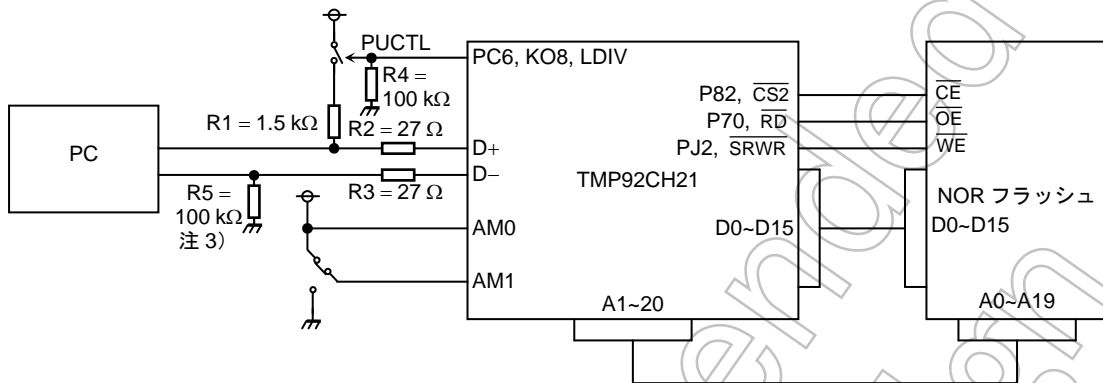 PUCTL
PC6, KO8, LDIV
R4 =
100 kΩ
R1 = 1.5 kΩ
R2 = 27 Ω
PC
D+
D−
R3 = 27 Ω
R5 =
100 kΩ
注 3)
AM0
AM1
TMP92CH21
P82, CS2
P70, RD
PJ2, SRWR
D0~D15
A1~20
CE
OE
WE
NOR フラッシュ
D0~D15
A0~A19